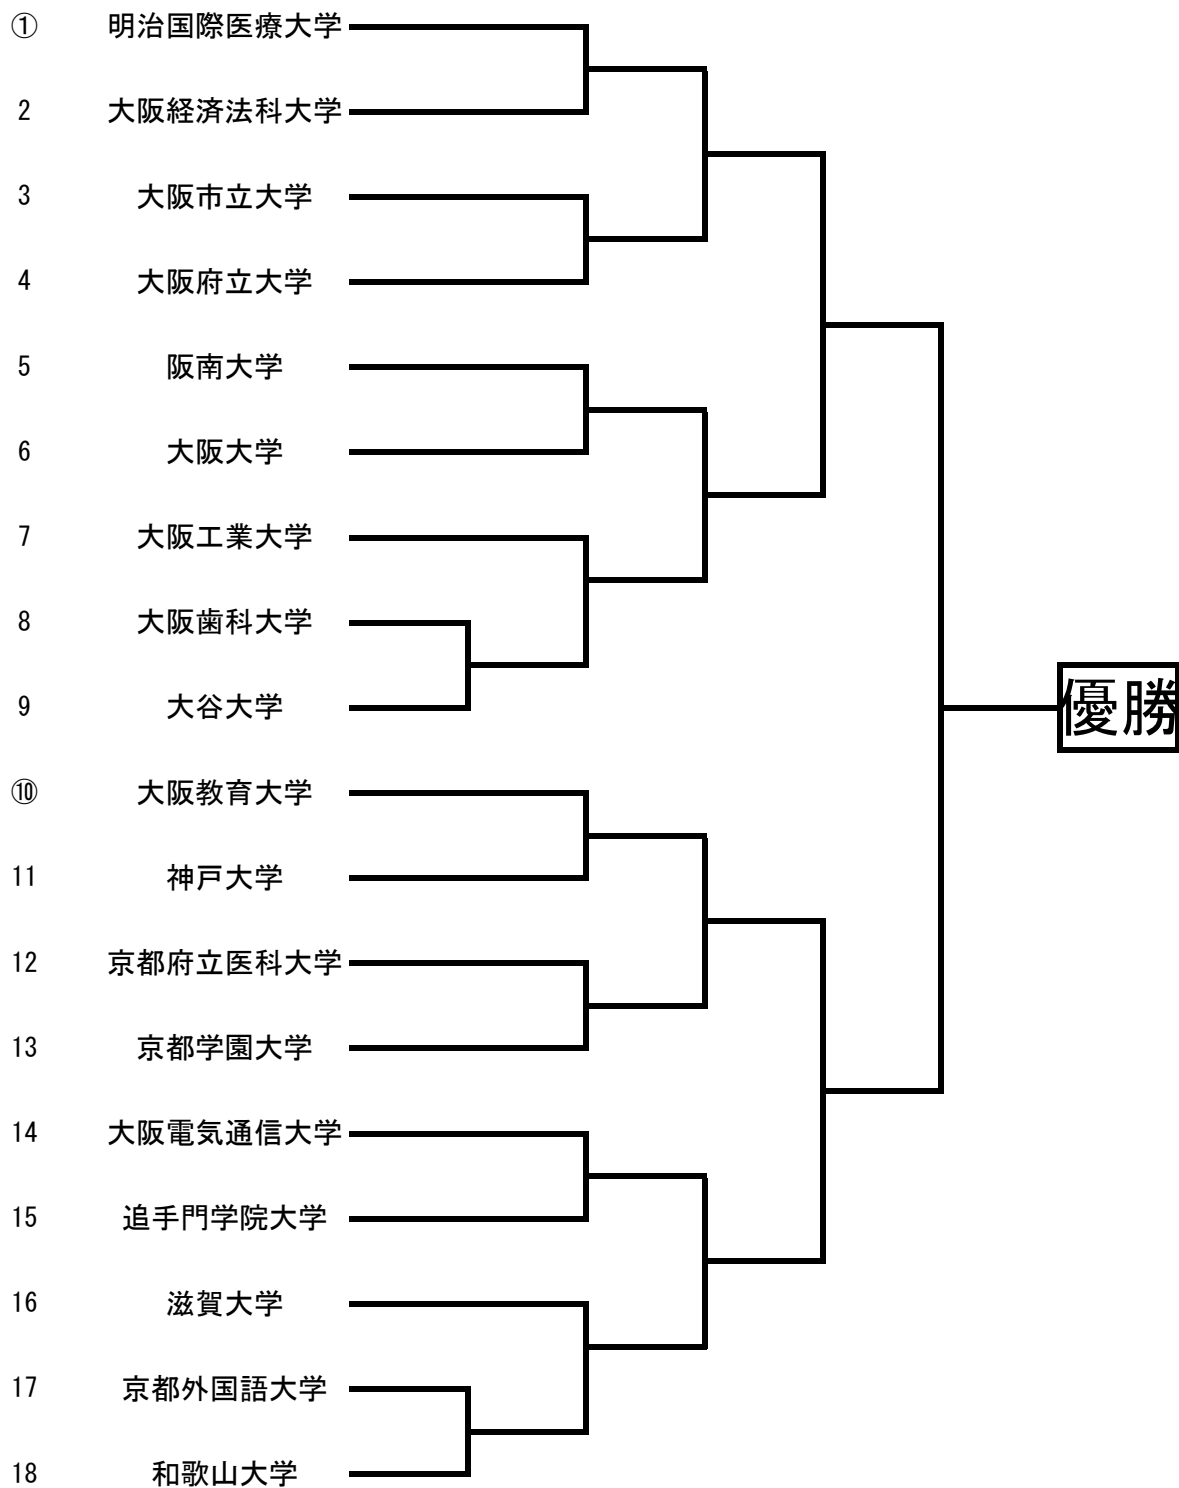 ① 明治国際医療大学
2 大阪経済法科大学
3 大阪市立大学
4 大阪府立大学
5 阪南大学
6 大阪大学
7 大阪工業大学
8 大阪歯科大学
9 大谷大学
優勝
⑩ 大阪教育大学
11 神戸大学
12 京都府立医科大学
13 京都学園大学
14 大阪電気通信大学
15 追手門学院大学
16 滋賀大学
17 京都外国語大学
18 和歌山大学